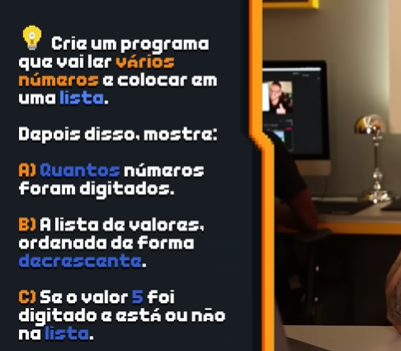 Crie um programa
que vai ler vários
números e colocar em
uma lista.
Depois disso, mostre:
A) Quantos números
foram digitados.
B) A lista de valores,
ordenada de forma
decrescente.
C) Se o valor 5 foi
digitado e está ou não
na lista.